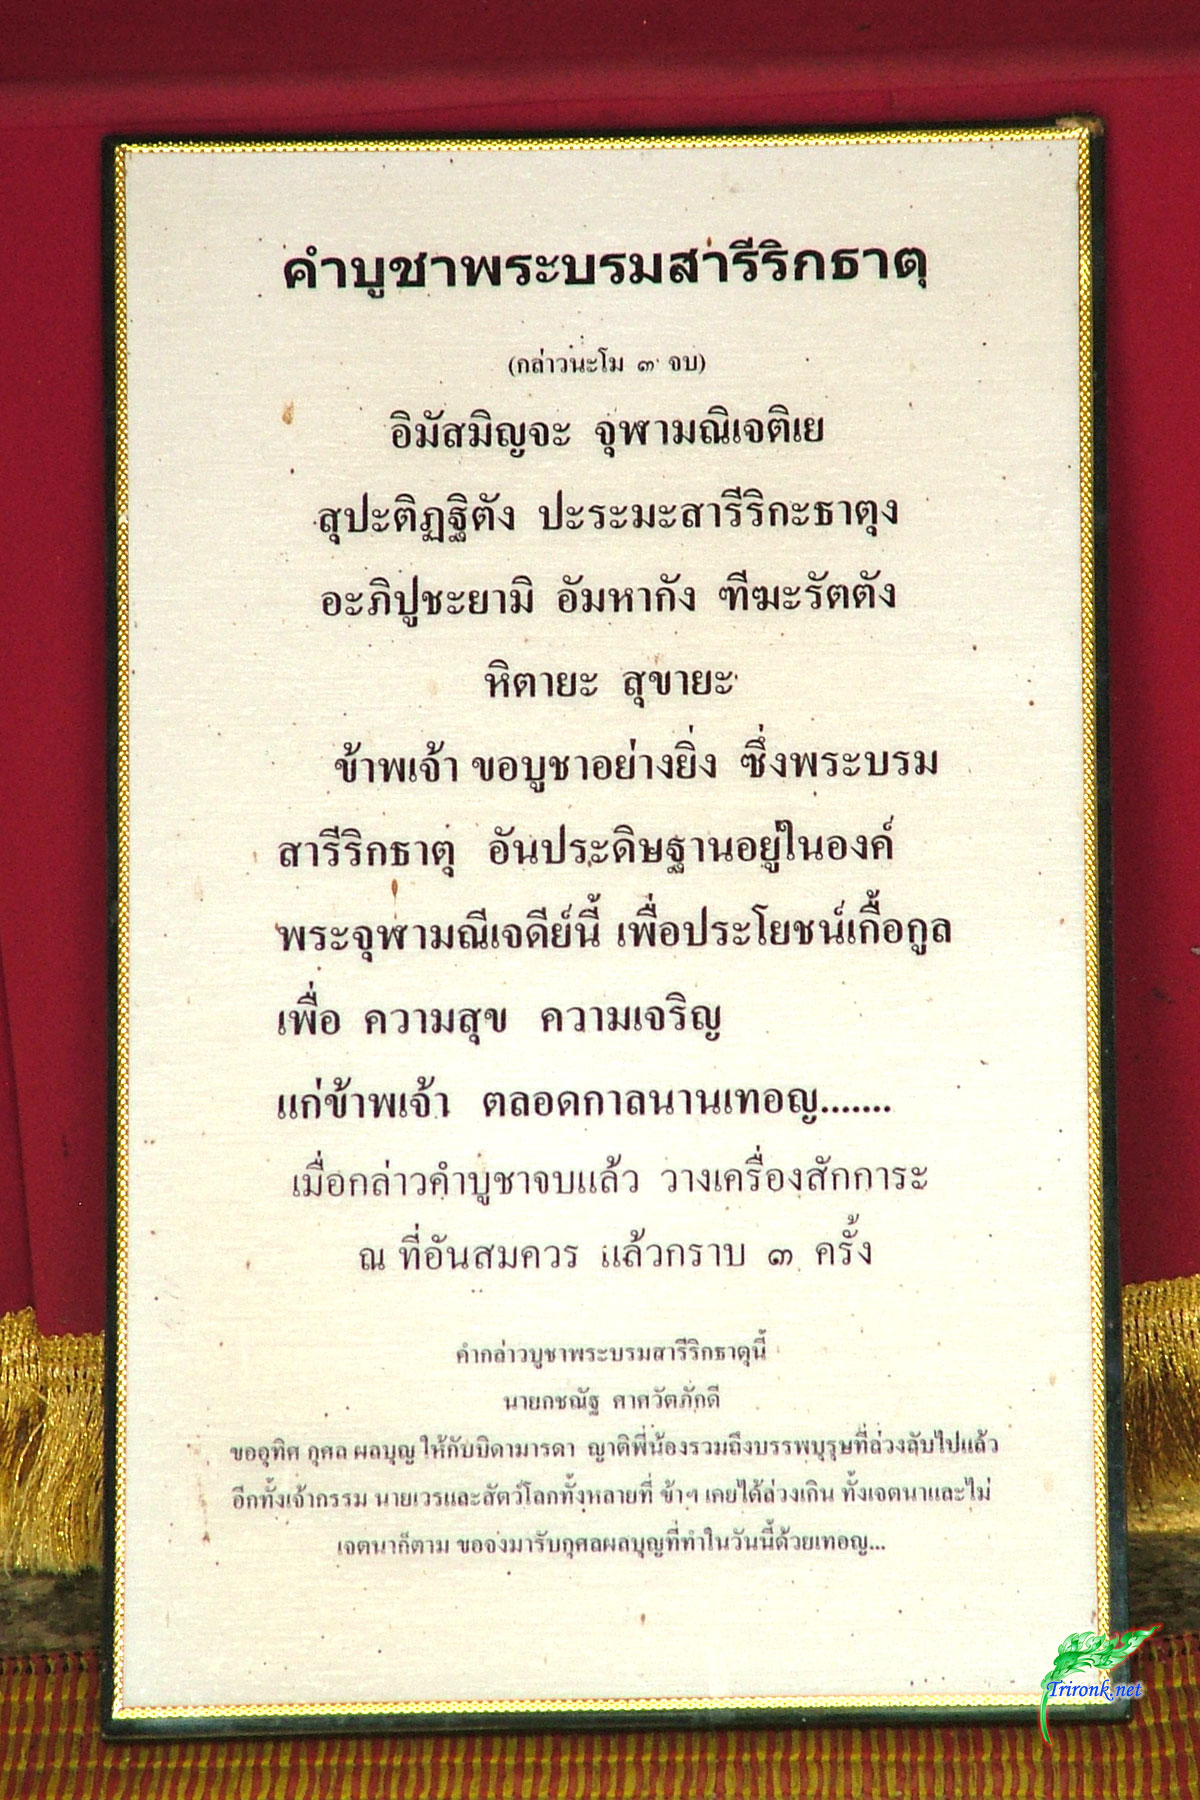 คำบูชาพระบรมสารีริกธาตุ
(กล่าวนะโม ๓ จบ)
อิมัสมิญจะ จุฬามณิเจติเย
สุปะติฏฐิตัง ปะระมะสารีริกะธาตุง
อะภิปูชะยามิ อัมหากัง ฑีฆะรัตตัง
หิตายะ สุขายะ
ข้าพเจ้า ขอบูชาอย่างยิ่ง ซึ่งพระบรม
สารีริกธาตุ อันประดิษฐานอยู่ในองค์
พระจุฬามณีเจดีย์นี้ เพื่อประโยชน์เกื้อกูล
เพื่อ ความสุข ความเจริญ
แก่ข้าพเจ้า ตลอดกาลนานเทอญ.......
เมื่อกล่าวคำบูชาจบแล้ว วางเครื่องสักการะ
ณ ที่อันสมควร แล้วกราบ ๓ ครั้ง
คำกล่าวบูชาพระบรมสารีริกธาตุนี้
นายกชณัฐ ศาศวัตภักดี
ขออุทิศ กุศล ผลบุญ ให้กับบิดามารดา ญาติพี่น้องรวมถึงบรรพบุรุษที่ล่วงลับไปแล้ว
อีกทั้งเจ้ากรรม นายเวรและสัตว์โลกทั้งหลายที่ ข้าฯ เคยได้ล่วงเกิน ทั้งเจตนาและไม่
เจตนาก็ตาม ขอจงมารับกุศลผลบุญที่ทำในวันนี้ด้วยเทอญ...
Trironk.net